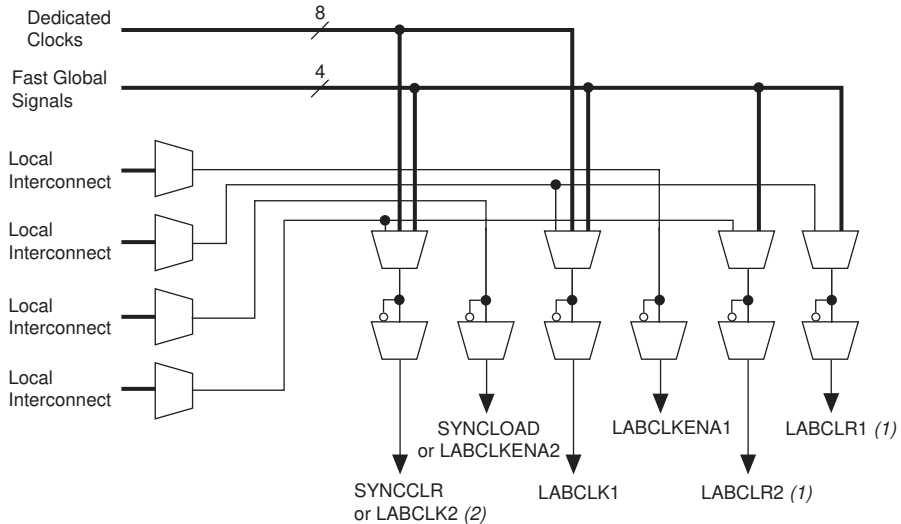 Dedicated
Clocks
8
Fast Global
Signals
4
Local
Interconnect
Local
Interconnect
Local
Interconnect
Local
Interconnect
SYNCLOAD
or LABCLKENA2
LABCLKENA1
LABCLR1 (1)
SYNCCLR
or LABCLK2 (2)
LABCLK1
LABCLR2 (1)